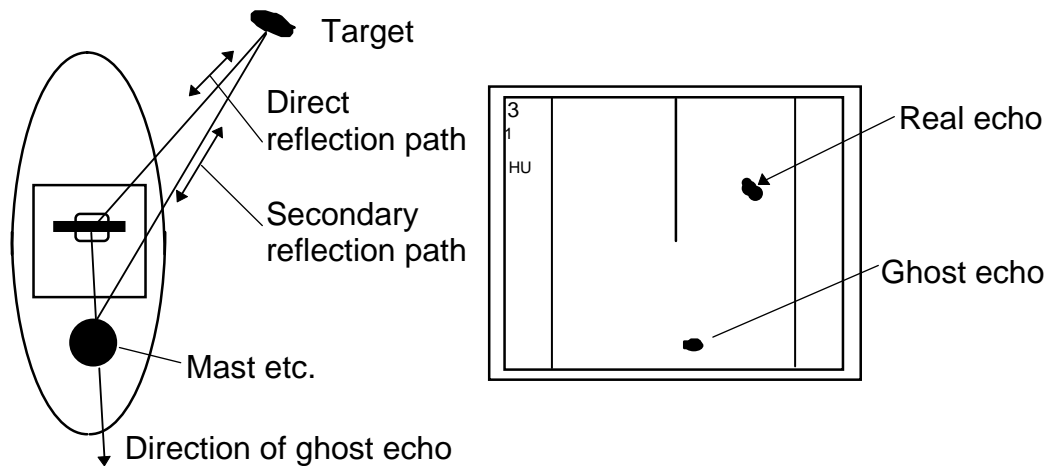 Target
Direct
reflection path
Secondary
reflection path
Mast etc.
Direction of ghost echo
3
1
HU
Real echo
Ghost echo